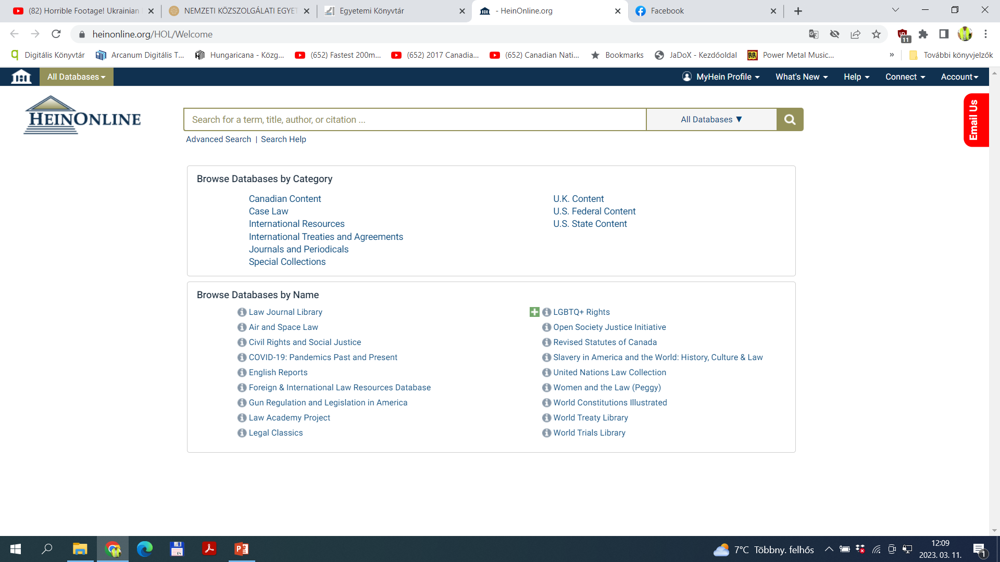 (82) Horrible Footage! Ukrainian
NEMZETI KÖZSZOLGÁLATI EGYET
Egyetemi Könyvtár
- HeinOnline.org
Facebook
heinonline.org/HOL/Welcome
11
Digitális Könyvtár
Arcanum Digitális T...
Hungaricana - Közg...
(652) Fastest 200m...
(652) 2017 Canadia...
(652) Canadian Nati...
Bookmarks
JaDoX - Kezdőoldal
Power Metal Music...
»
További könyvjelzők
All Databases
MyHein Profile
What's New
Help
Connect
Account
HEINONLINE
Search for a term, title, author, or citation ...
All Databases ▼
Email Us
Advanced Search | Search Help
Browse Databases by Category
Canadian Content
Case Law
International Resources
International Treaties and Agreements
Journals and Periodicals
Special Collections
U.K. Content
U.S. Federal Content
U.S. State Content
Browse Databases by Name
Law Journal Library
Air and Space Law
Civil Rights and Social Justice
COVID-19: Pandemics Past and Present
English Reports
Foreign & International Law Resources Database
Gun Regulation and Legislation in America
Law Academy Project
Legal Classics
LGBTQ+ Rights
Open Society Justice Initiative
Revised Statutes of Canada
Slavery in America and the World: History, Culture & Law
United Nations Law Collection
Women and the Law (Peggy)
World Constitutions Illustrated
World Treaty Library
World Trials Library
64
7°C Többny. felhős
12:09
2023. 03. 11.
1